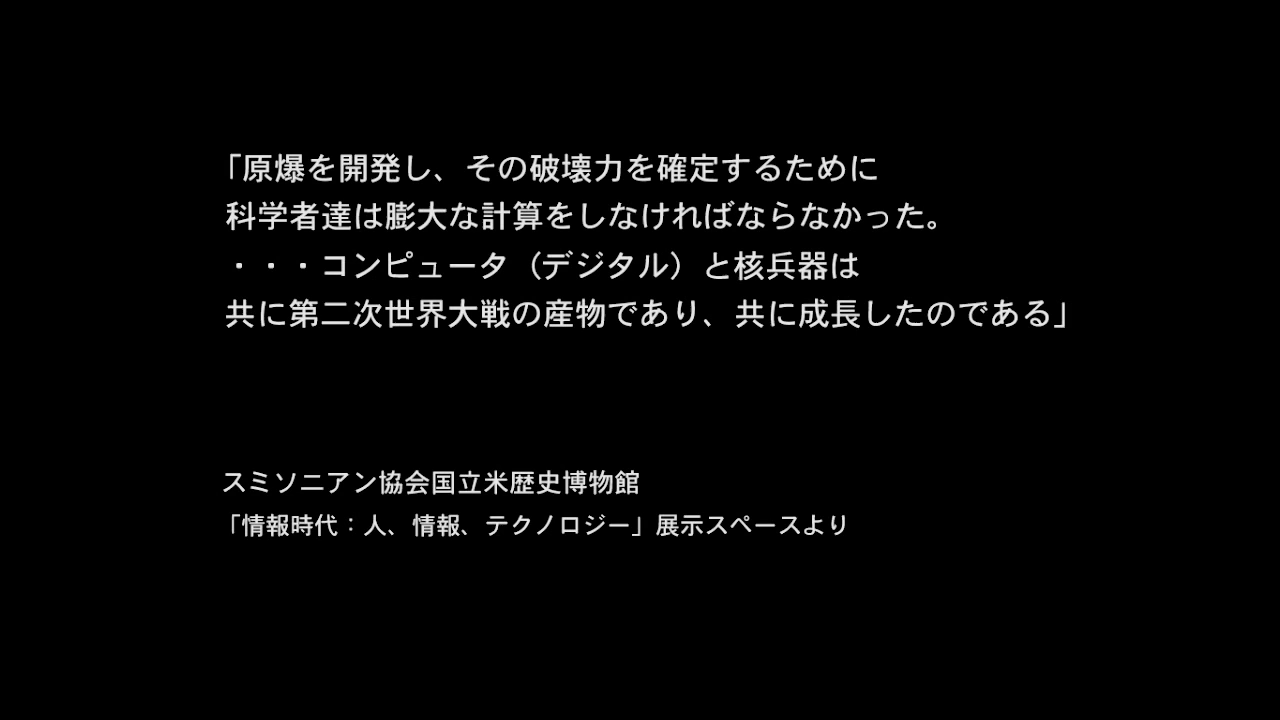 「原爆を開発し、その破壊力を確定するために
科学者達は膨大な計算をしなければならなかった。
・・・コンピュータ（デジタル）と核兵器は
共に第二次世界大戦の産物であり、共に成長したのである」
スミソニアン協会国立米歴史博物館
「情報時代：人、情報、テクノロジー」展示スペースより